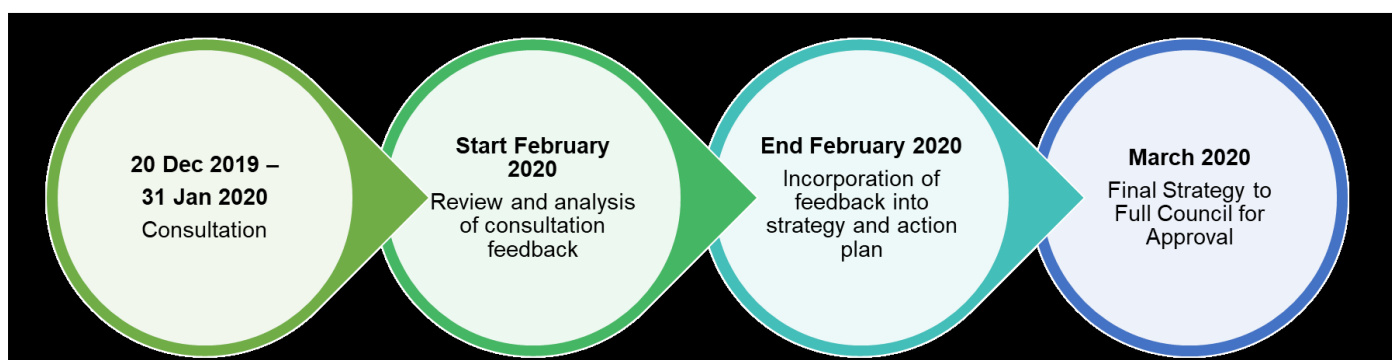 20 Dec 2019 –
31 Jan 2020
Consultation
Start February
2020
Review and analysis
of consultation
feedback
End February 2020
Incorporation of
feedback into
strategy and action
plan
March 2020
Final Strategy to
Full Council for
Approval